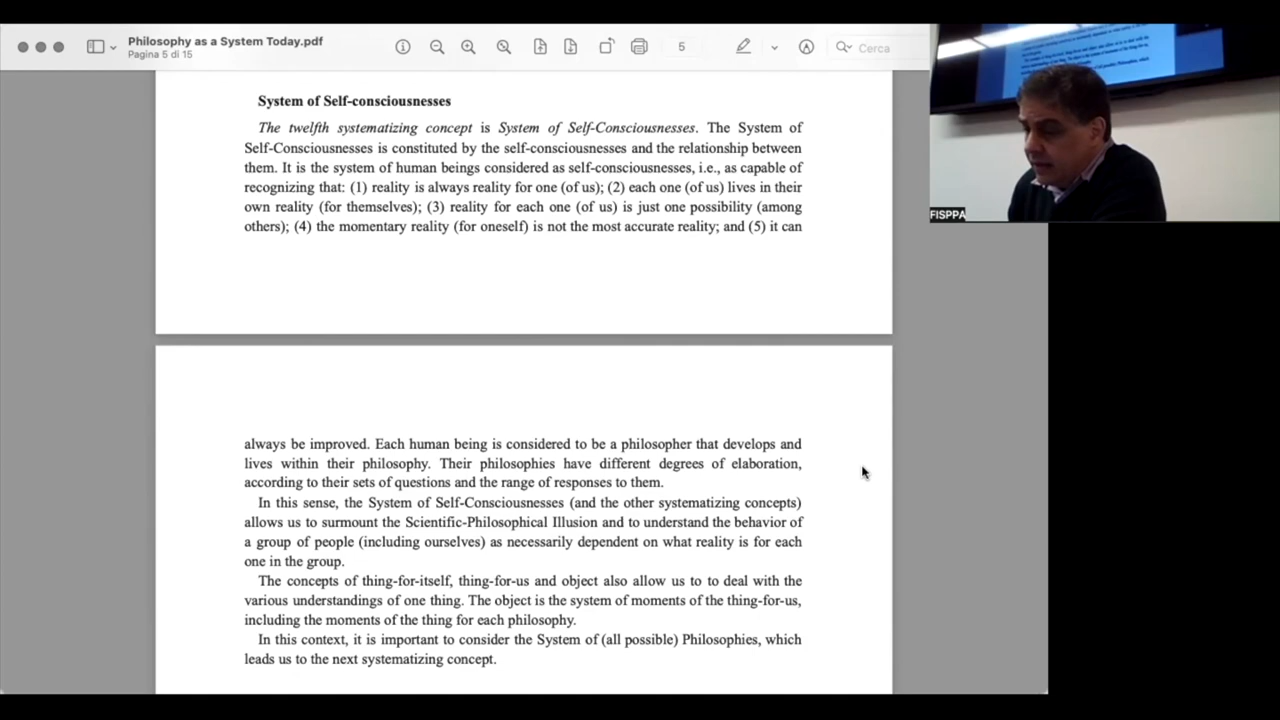 Philosophy as a System Today.pdf
Pagina 5 di 15
5
Cerca
FISPPA
System of Self-consciousnesses
The twelfth systematizing concept is System of Self-Consciousnesses. The System of
Self-Consciousnesses is constituted by the self-consciousnesses and the relationship between
them. It is the system of human beings considered as self-consciousnesses, i.e., as capable of
recognizing that: (1) reality is always reality for one (of us); (2) each one (of us) lives in their
own reality (for themselves); (3) reality for each one (of us) is just one possibility (among
others); (4) the momentary reality (for oneself) is not the most accurate reality; and (5) it can
always be improved. Each human being is considered to be a philosopher that develops and
lives within their philosophy. Their philosophies have different degrees of elaboration,
according to their sets of questions and the range of responses to them.
In this sense, the System of Self-Consciousnesses (and the other systematizing concepts)
allows us to surmount the Scientific-Philosophical Illusion and to understand the behavior of
a group of people (including ourselves) as necessarily dependent on what reality is for each
one in the group.
The concepts of thing-for-itself, thing-for-us and object also allow us to to deal with the
various understandings of one thing. The object is the system of moments of the thing-for-us,
including the moments of the thing for each philosophy.
In this context, it is important to consider the System of (all possible) Philosophies, which
leads us to the next systematizing concept.